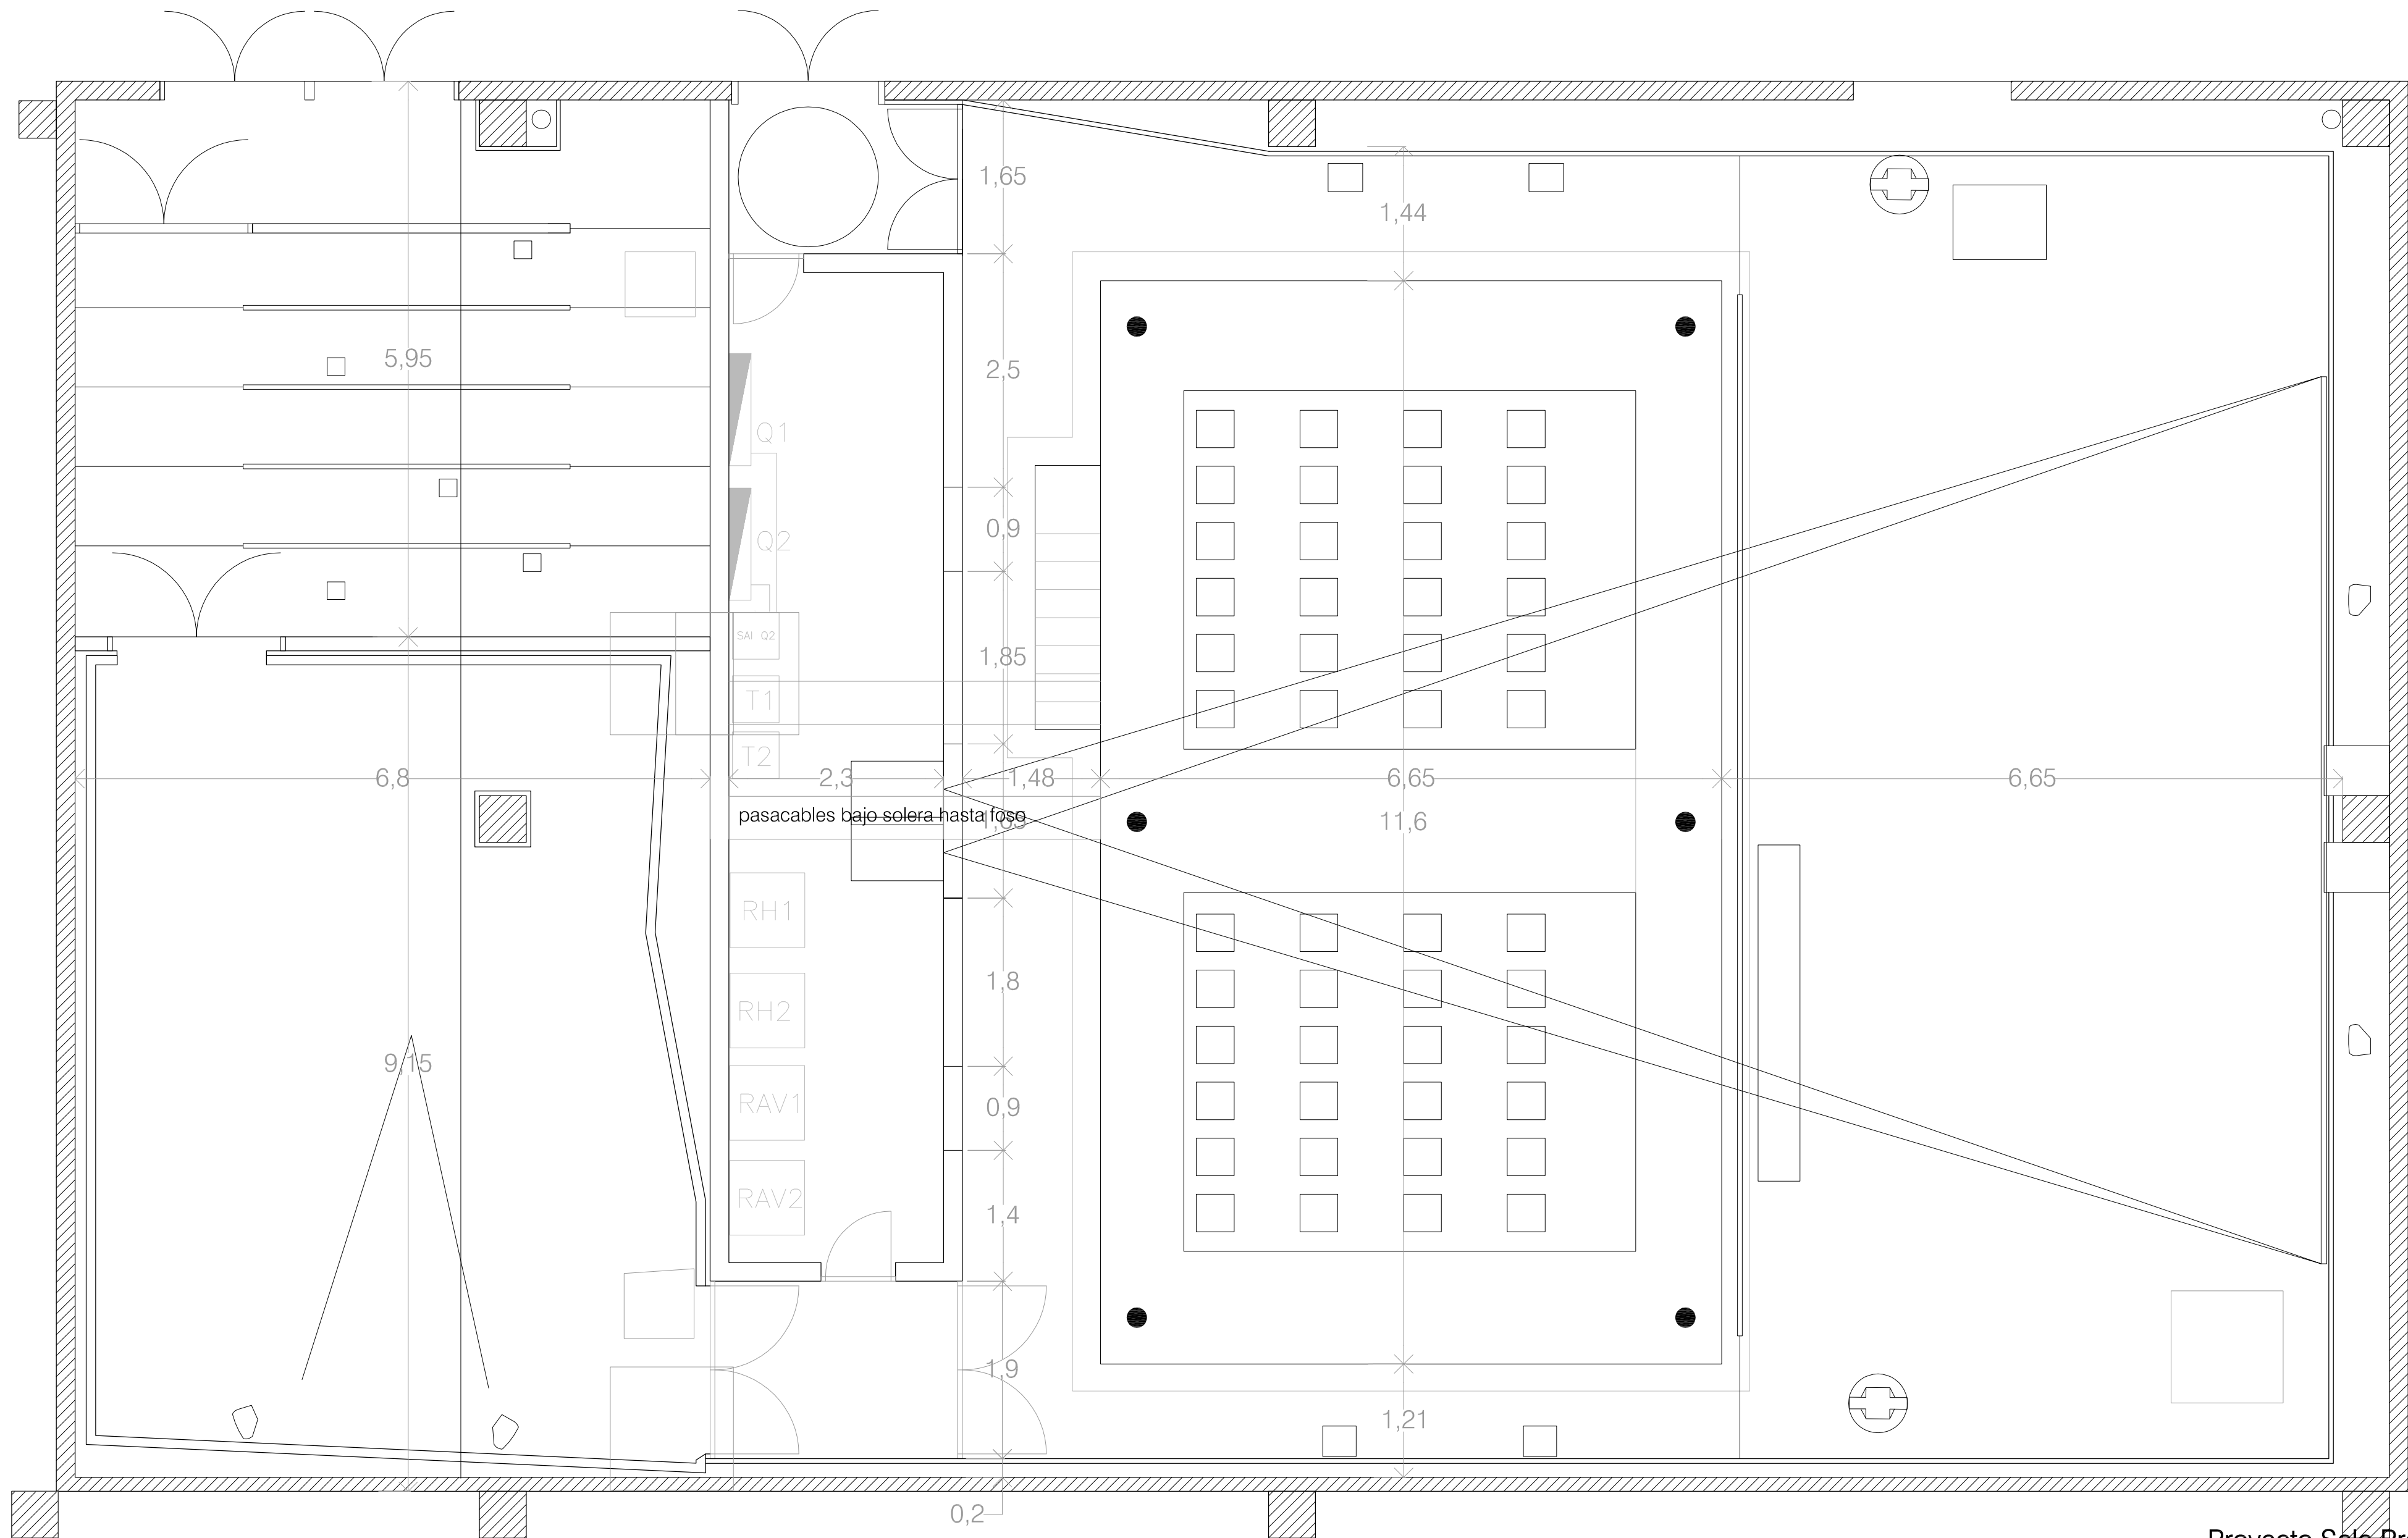 1,65
1,44
2,5
5,95
Q1
0,9
Q2
SAI Q2
1,85
T1
T2
6,8
2,3
1,48
6,65
6,65
pasacables bajo solera hasta foso
11,6
RH1
1,8
RH2
9,15
RAV1
0,9
RAV2
1,4
1,9
1,21
0,2